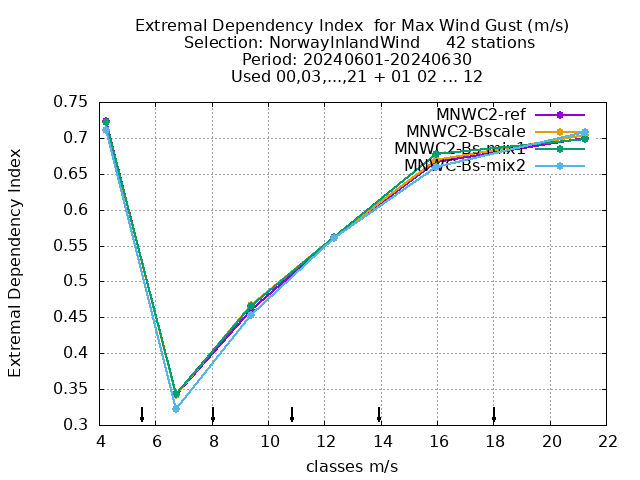 Extremal Dependency Index  for Max Wind Gust (m/s)
Selection: NorwayInlandWind     42 stations
Period: 20240601-20240630
Used 00,03,...,21 + 01 02 ... 12
0.75
0.7
0.65
0.6
0.55
0.5
0.45
0.4
0.35
0.3
Extremal Dependency Index
MNWC2-ref
MNWC2-Bscale
MNWC2-Bs-mix1
MNWC-Bs-mix2
4 6 8 10 12 14 16 18 20 22
classes m/s